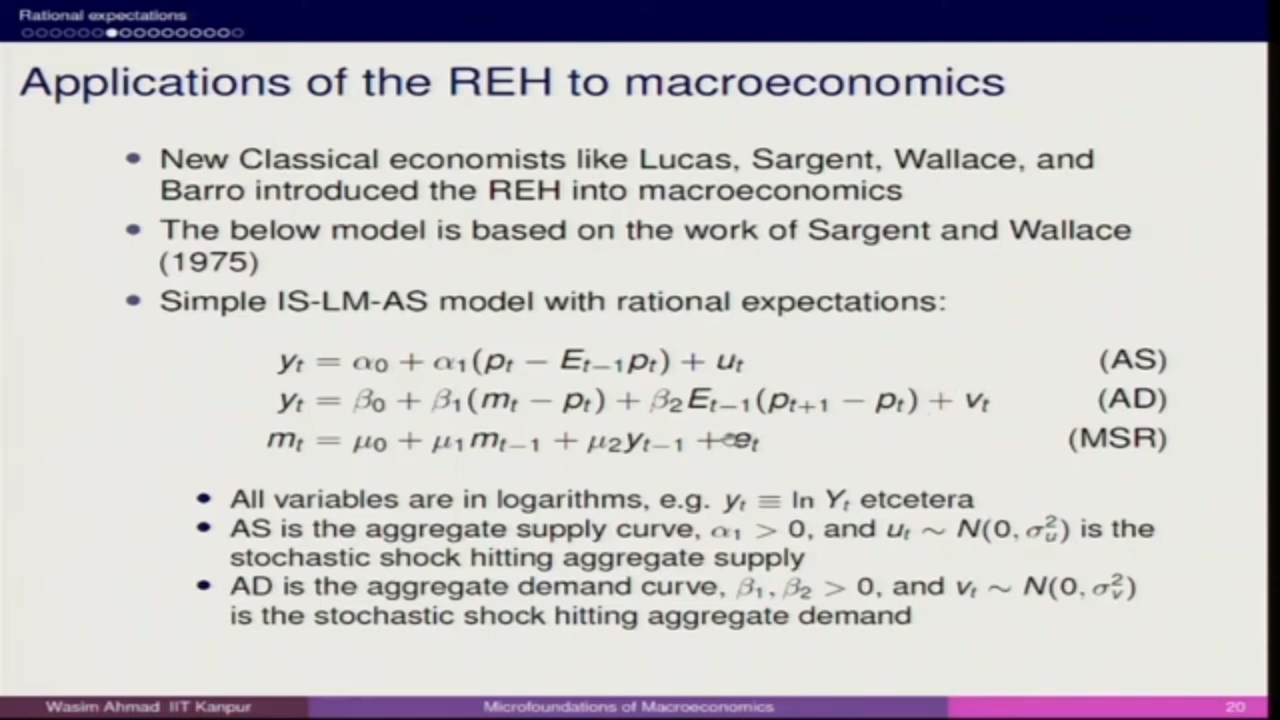 Rational expectations
Applications of the REH to macroeconomics
• New Classical economists like Lucas, Sargent, Wallace, and
Barro introduced the REH into macroeconomics
• The below model is based on the work of Sargent and Wallace
(1975)
• Simple IS-LM-AS model with rational expectations:
yₜ = α₀ + α₁(pₜ − Eₜ₋₁pₜ) + uₜ (AS)
yₜ = β₀ + β₁(mₜ − pₜ) + β₂Eₜ₋₁(pₜ₊₁ − pₜ) + vₜ (AD)
mₜ = μ₀ + μ₁mₜ₋₁ + μ₂yₜ₋₁ + eₜ (MSR)
• All variables are in logarithms, e.g. yₜ ≡ ln Yₜ etcetera
• AS is the aggregate supply curve, α₁ > 0, and uₜ ∼ N(0, σ²ᵤ) is the
stochastic shock hitting aggregate supply
• AD is the aggregate demand curve, β₁, β₂ > 0, and vₜ ∼ N(0, σ²ᵥ)
is the stochastic shock hitting aggregate demand
Wasim Ahmad IIT Kanpur Microfoundations of Macroeconomics 20